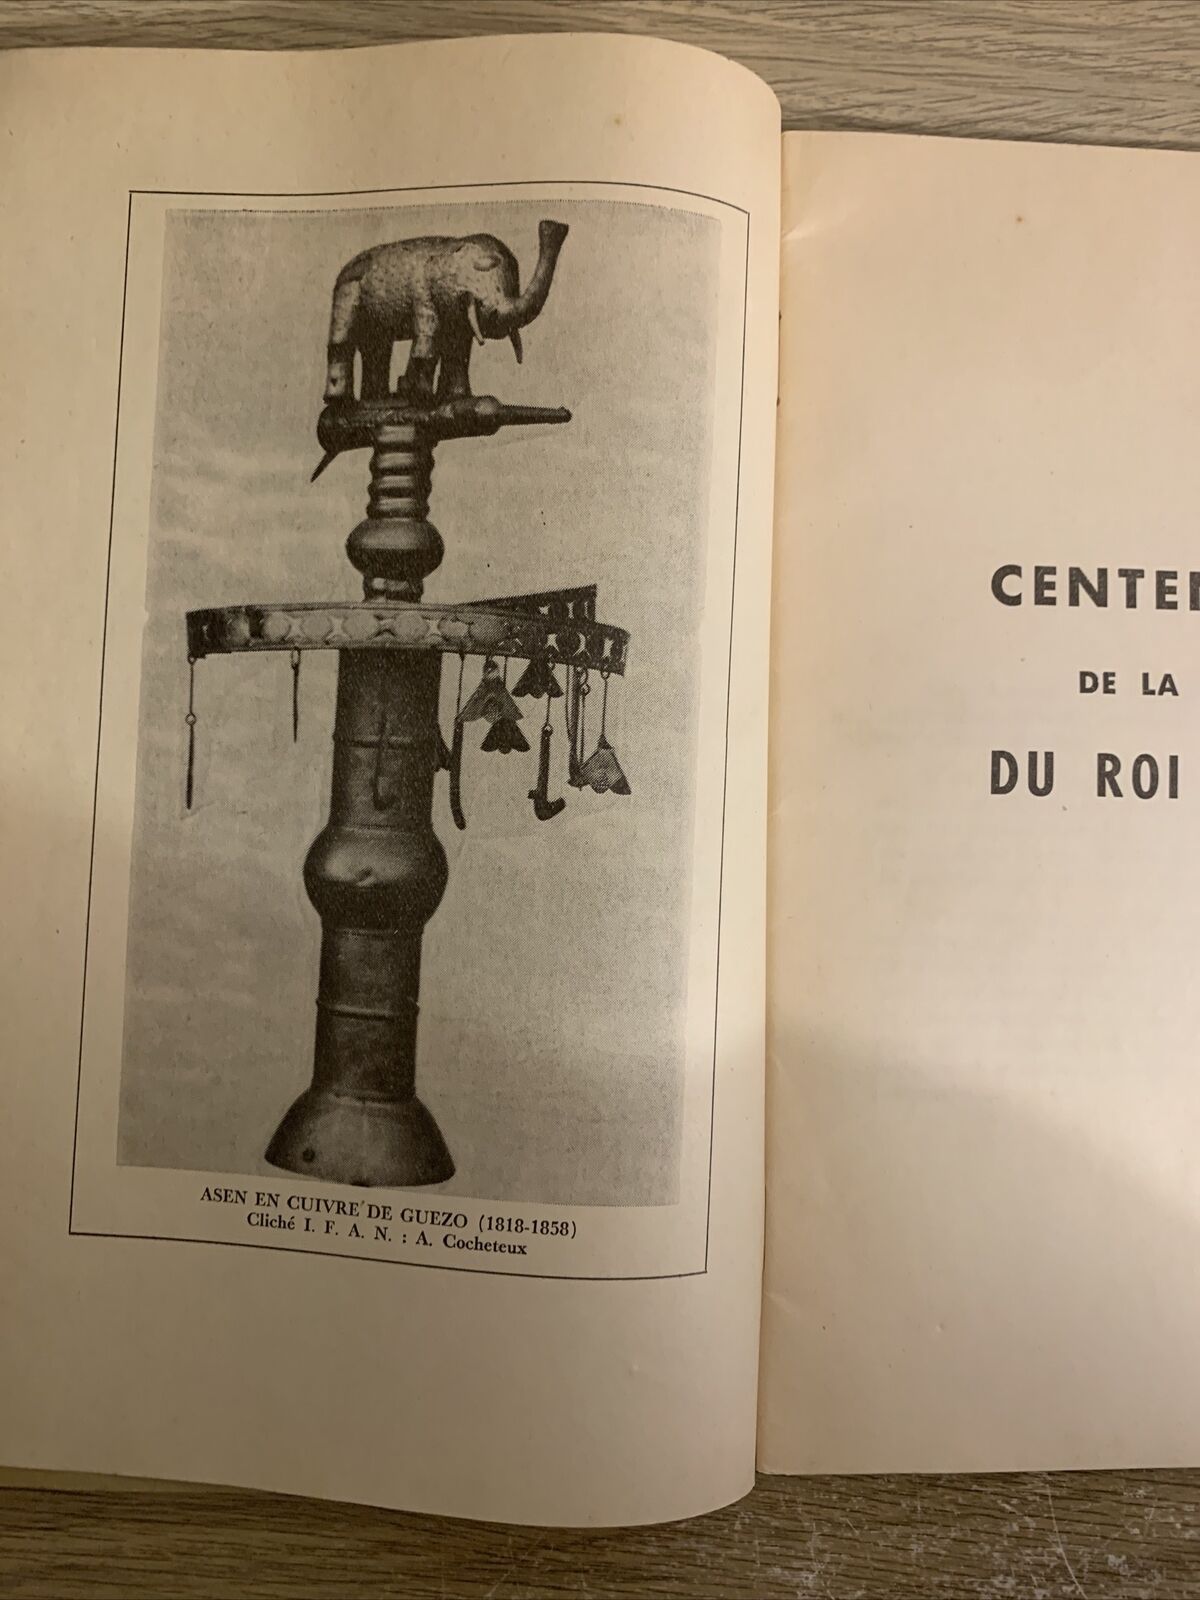 ASEN EN CUIVRE DE GUEZO (1818-1858)
Cliché I. F. A. N. : A. Cocheteux
CENTE
DE LA
DU ROI